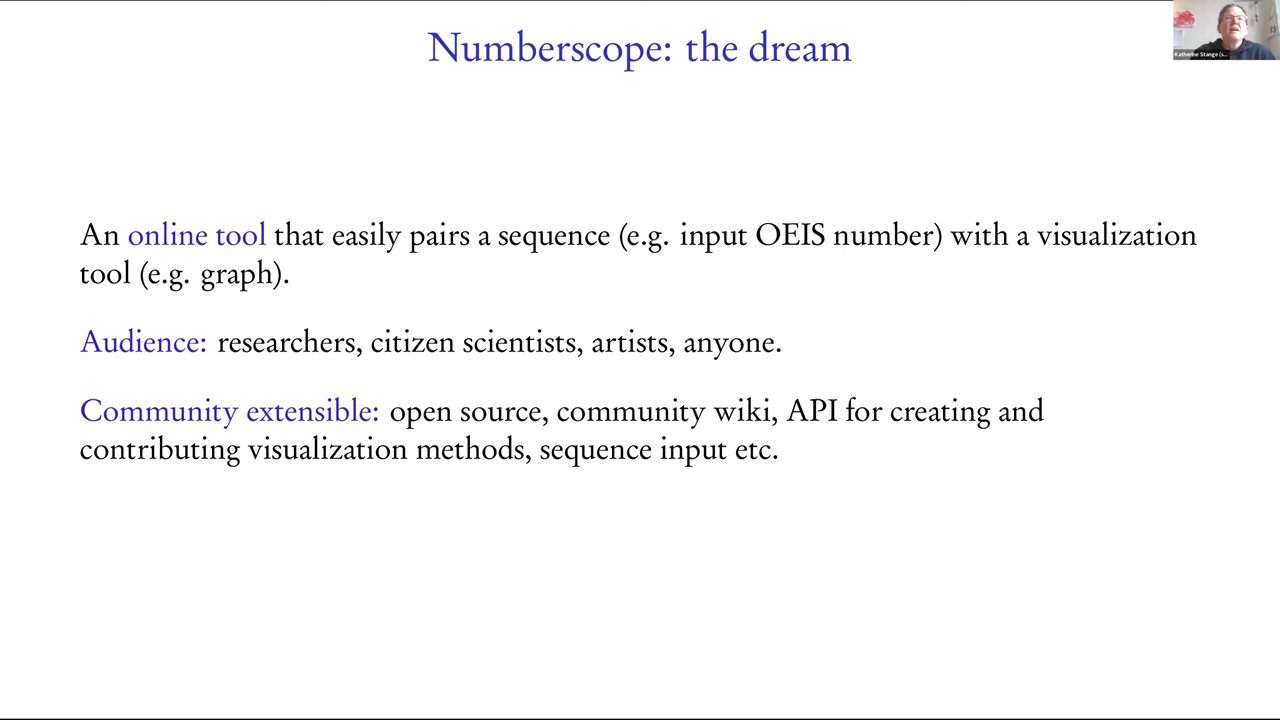 Numberscope: the dream
Katherine Stange (s...
An online tool that easily pairs a sequence (e.g. input OEIS number) with a visualization
tool (e.g. graph).
Audience: researchers, citizen scientists, artists, anyone.
Community extensible: open source, community wiki, API for creating and
contributing visualization methods, sequence input etc.